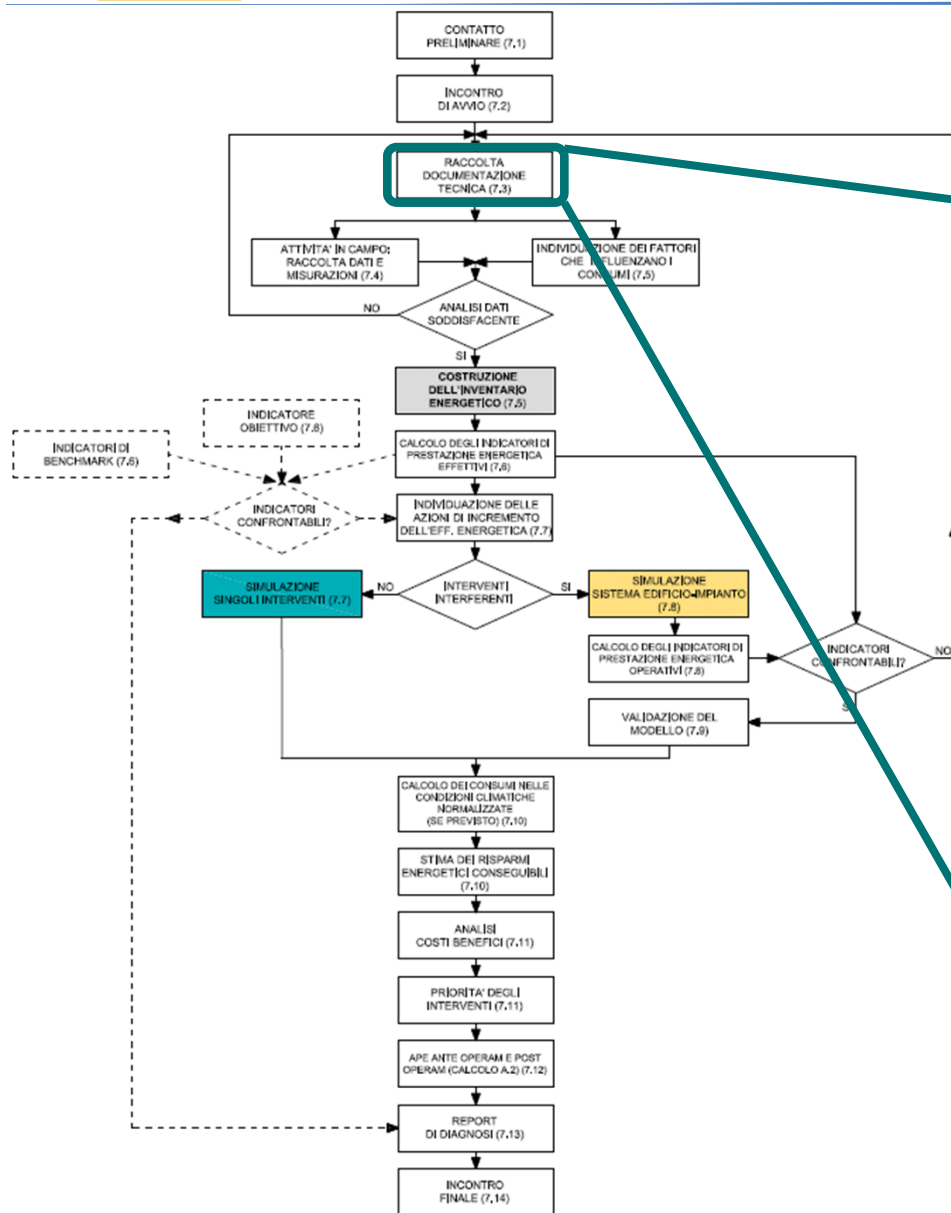 CONTATTO
PRELIMINARE (7.1)
INCONTRO
DI AVVIO (7.2)
RACCOLTA
DOCUMENTAZIONE
TECNICA (7.3)
ATTIVITA' IN CAMPO:
RACCOLTA DATI E
MISURAZIONI (7.4)
INDIVIDUAZIONE DEI FATTORI
CHE INFLUENZANO I
CONSUMI (7.5)
NO
ANALISI DATI
SODDISFACENTE
SI
COSTRUZIONE
DELL'INVENTARIO
ENERGETICO (7.5)
INDICATORE
OBIETTIVO (7.6)
INDICATORI DI
BENCHMARK (7.6)
CALCOLO DEGLI INDICATORI DI
PRESTAZIONE ENERGETICA
EFFETTIVI (7.6)
INDICATORI
CONFRONTABILI?
INDIVIDUAZIONE DELLE
AZIONI DI INCREMENTO
DELL'EFF. ENERGETICA (7.7)
SIMULAZIONE
SINGOLI INTERVENTI (7.7)
NO
INTERVENTI
INTERFERENTI
SI
SIMULAZIONE
SISTEMA EDIFICIO-IMPIANTO
(7.8)
CALCOLO DEGLI INDICATORI DI
PRESTAZIONE ENERGETICA
OPERATIVI (7.8)
INDICATORI
CONFRONTABILI?
NO
SI
VALIDAZIONE DEL
MODELLO (7.9)
CALCOLO DEI CONSUMI NELLE
CONDIZIONI CLIMATICHE
NORMALIZZATE
(SE PREVISTO) (7.10)
STIMA DEI RISPARMI
ENERGETICI CONSEGUIBILI
(7.10)
ANALISI
COSTI BENEFICI (7.11)
PRIORITA' DEGLI
INTERVENTI (7.11)
APE ANTE OPERAM E POST
OPERAM (CALCOLO A.2) (7.12)
REPORT
DI DIAGNOSI (7.13)
INCONTRO
FINALE (7.14)